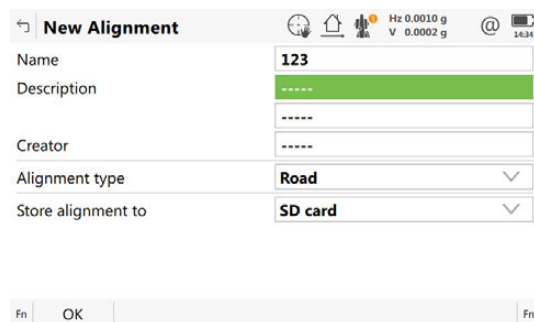 New Alignment Hz 0.0010 g
V 0.0002 g @ 14:34
Name 123
Description -----
-----
Creator -----
Alignment type Road
Store alignment to SD card
Fn OK Fn